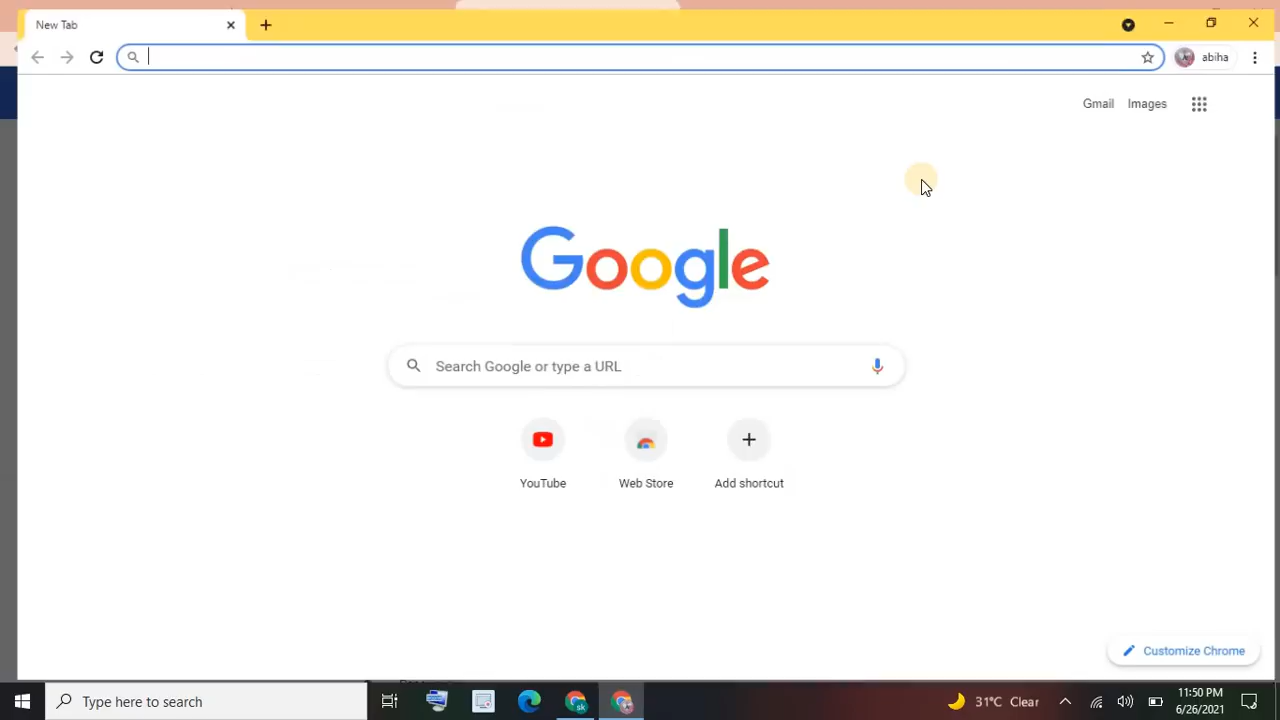 New Tab
abiha
Gmail Images
Google
Search Google or type a URL
YouTube Web Store Add shortcut
Customize Chrome
Type here to search
sk
31°C Clear
11:50 PM
6/26/2021